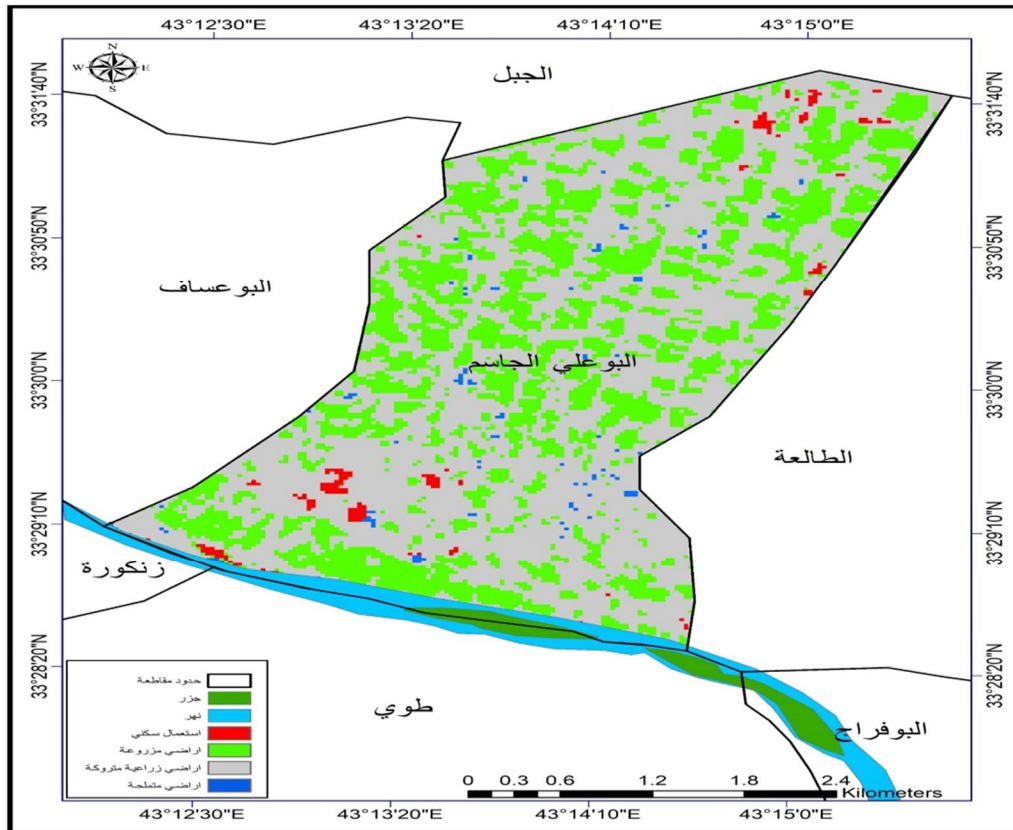 43°12'30"E 43°13'20"E 43°14'10"E 43°15'0"E
N
W E
S
الجبل
33°31'40"N 33°31'40"N
33°30'50"N 33°30'50"N
البوعساف
البوعلي الجاسم
33°30'0"N 33°30'0"N
الطالعة
33°29'10"N 33°29'10"N
زنكورة
33°28'20"N 33°28'20"N
طوي
البوفراج
حدود مقاطعة
جزر
نهر
استعمال سكني
اراضي مزروعة
اراضي زراعية متروكة
اراضي متملحة
0 0.3 0.6 1.2 1.8 2.4
Kilometers
43°12'30"E 43°13'20"E 43°14'10"E 43°15'0"E